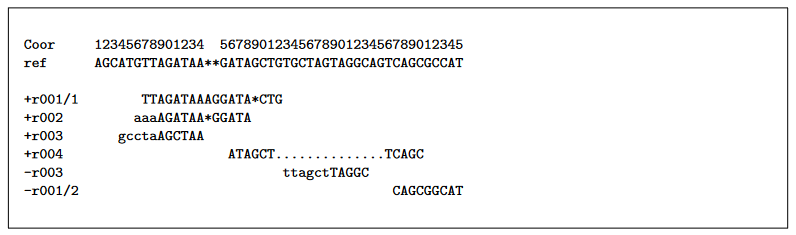 Coor     12345678901234  5678901234567890123456789012345
ref      AGCATGTTAGATAA**GATAGCTGTGCTAGTAGGCAGTCAGCGCCAT
+r001/1        TTAGATAAAGGATA*CTG
+r002         aaaAGATAA*GGATA
+r003       gcctaAGCTAA
+r004                     ATAGCT..............TCAGC
-r003                            ttagctTAGGC
-r001/2                                        CAGCGGCAT